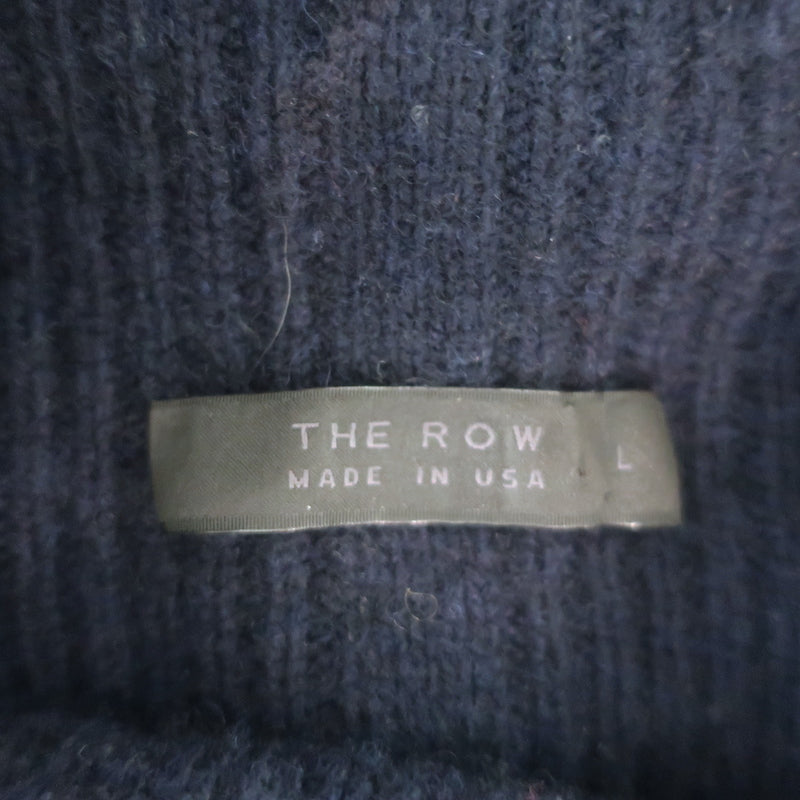 THE ROW
MADE IN USA
L